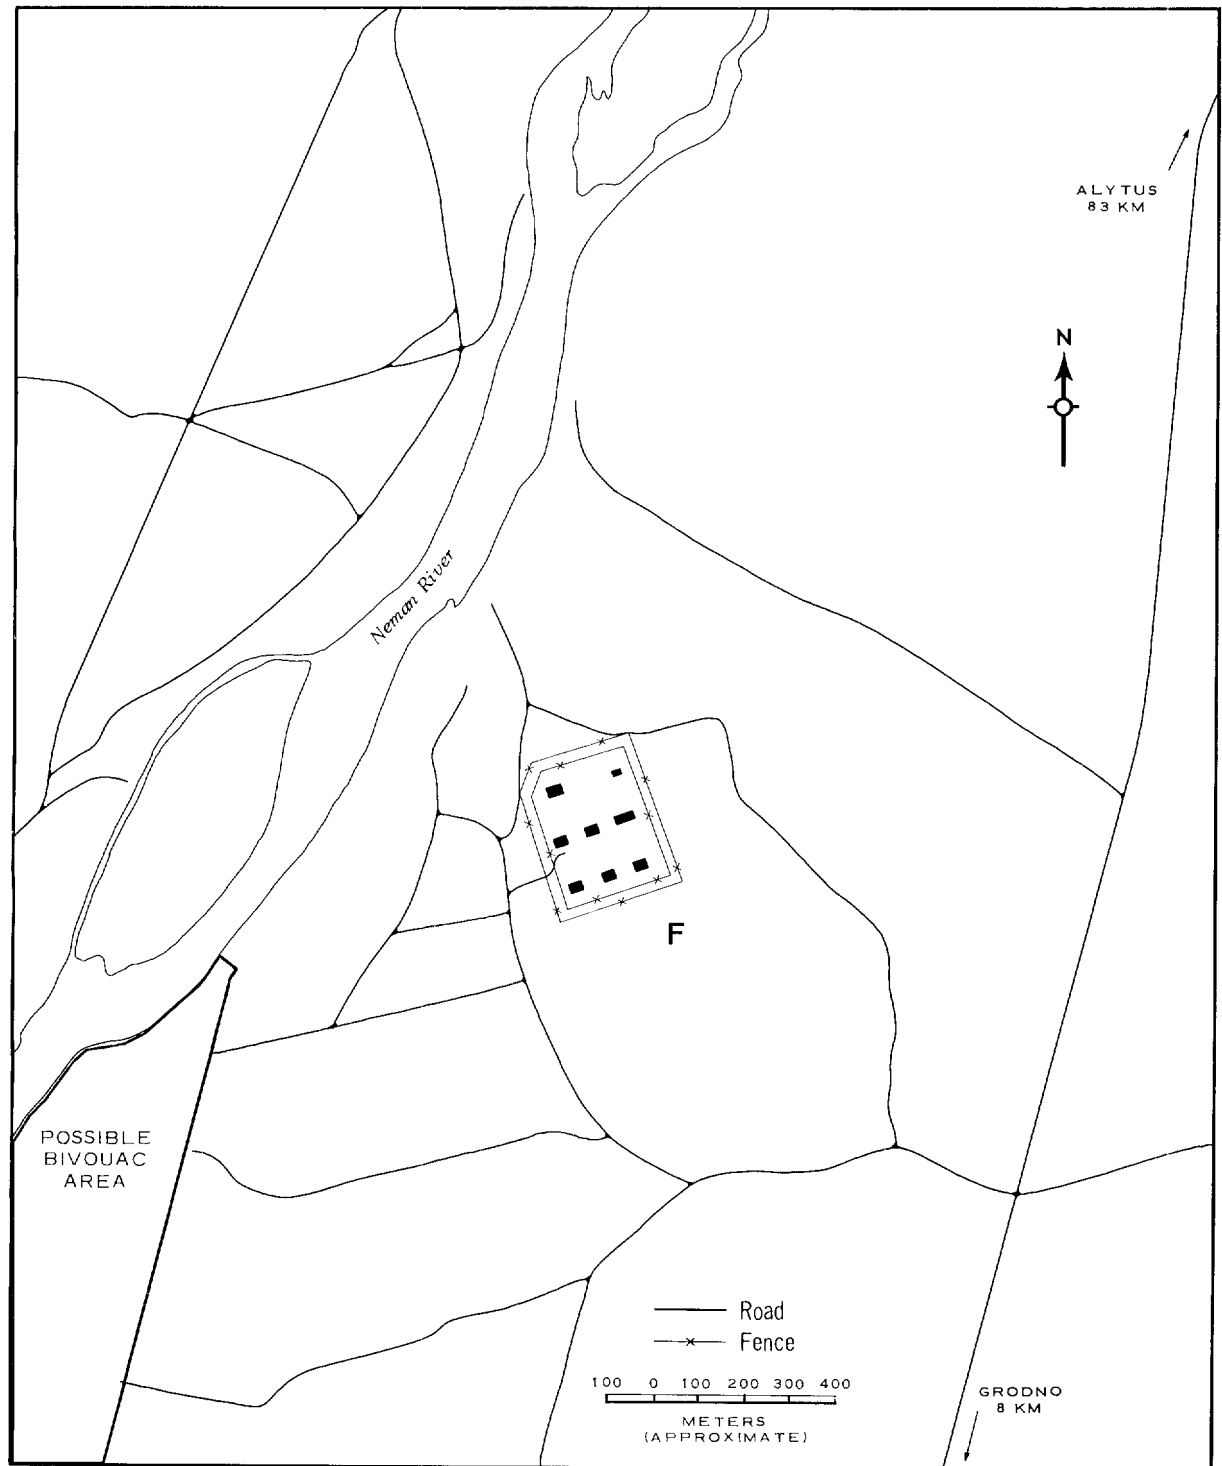 ALYTUS
83 KM
N
Neman River
F
POSSIBLE
BIVOUAC
AREA
Road
Fence
100 0 100 200 300 400
METERS
(APPROXIMATE)
GRODNO
8 KM